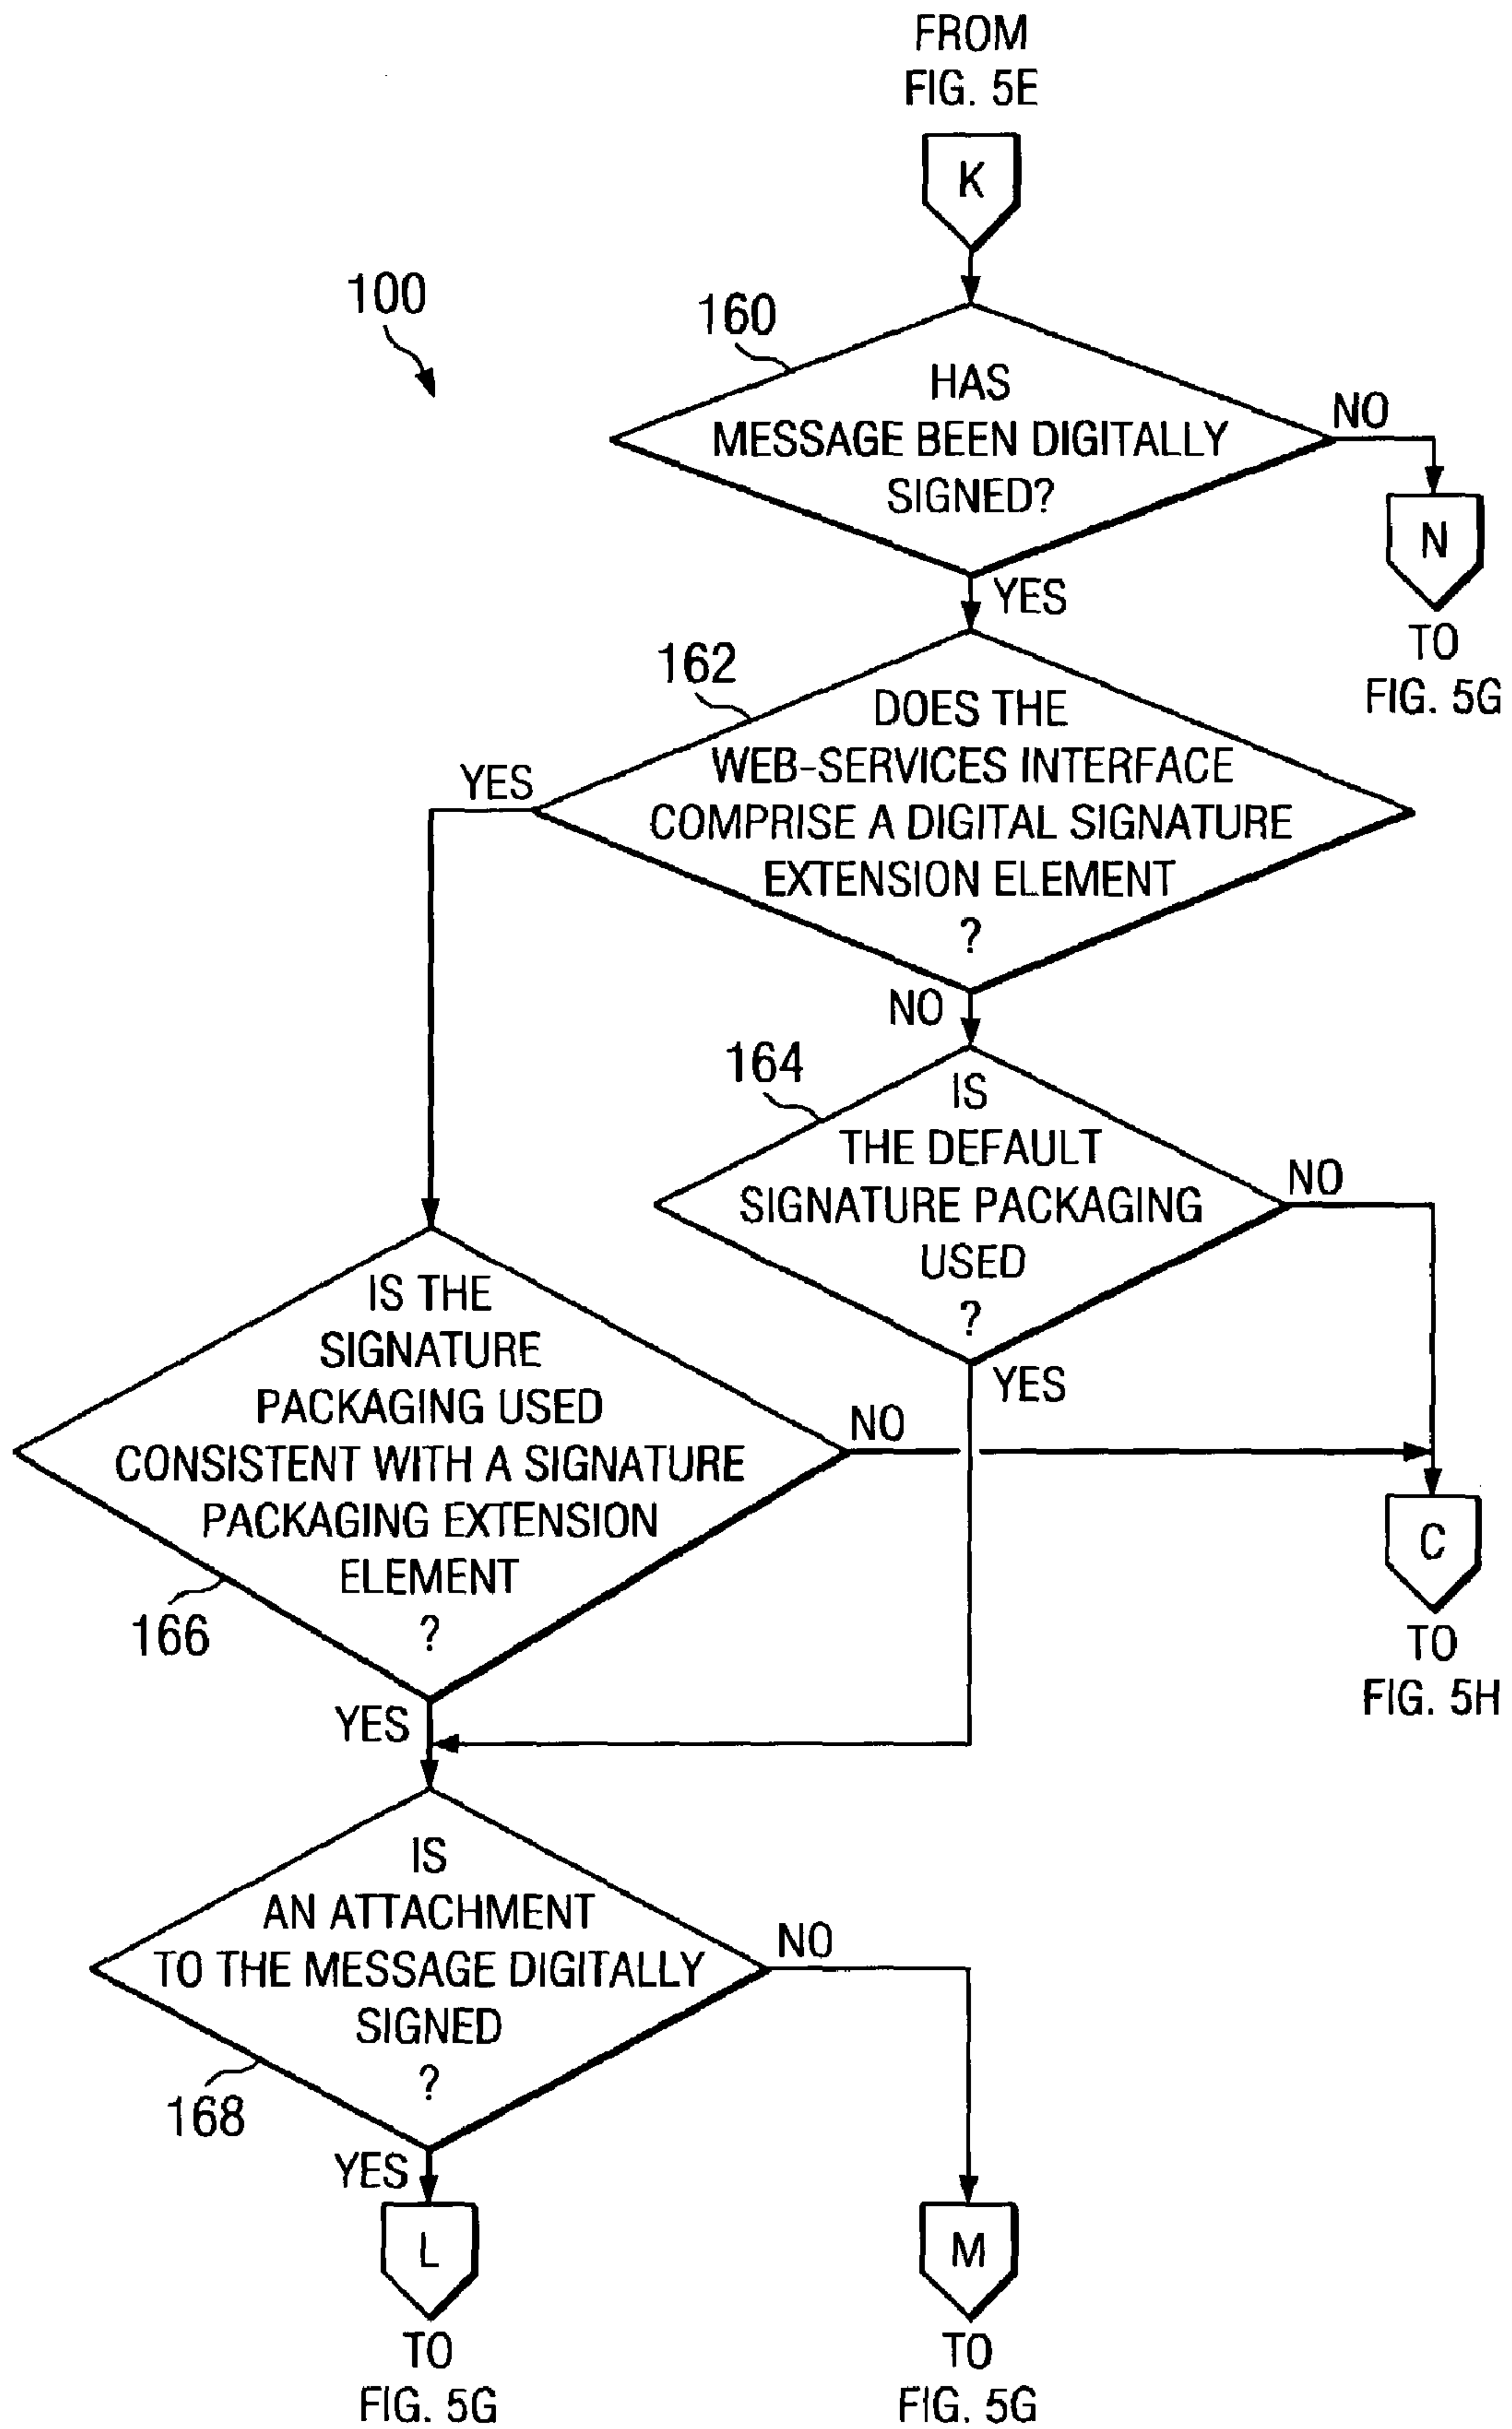 FROM
FIG. 5E
K
100
160
HAS
MESSAGE BEEN DIGITALLY
SIGNED?
NO
N
TO
FIG. 5G
YES
162
DOES THE
WEB-SERVICES INTERFACE
COMPRISE A DIGITAL SIGNATURE
EXTENSION ELEMENT
?
YES
NO
164
IS
THE DEFAULT
SIGNATURE PACKAGING
USED
?
NO
YES
IS THE
SIGNATURE
PACKAGING USED
CONSISTENT WITH A SIGNATURE
PACKAGING EXTENSION
ELEMENT
?
166
NO
C
TO
FIG. 5H
YES
IS
AN ATTACHMENT
TO THE MESSAGE DIGITALLY
SIGNED
?
168
NO
YES
L
TO
FIG. 5G
M
TO
FIG. 5G